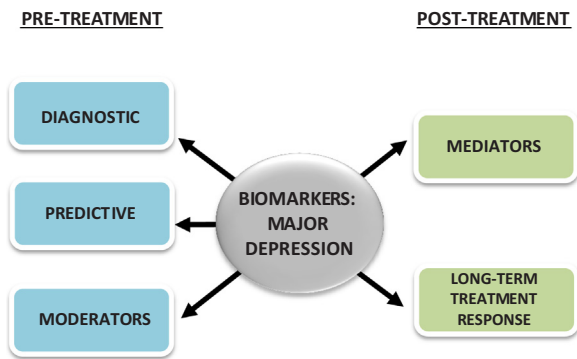 PRE-TREATMENT
POST-TREATMENT
DIAGNOSTIC
PREDICTIVE
MODERATORS
BIOMARKERS:
MAJOR
DEPRESSION
MEDIATORS
LONG-TERM
TREATMENT
RESPONSE